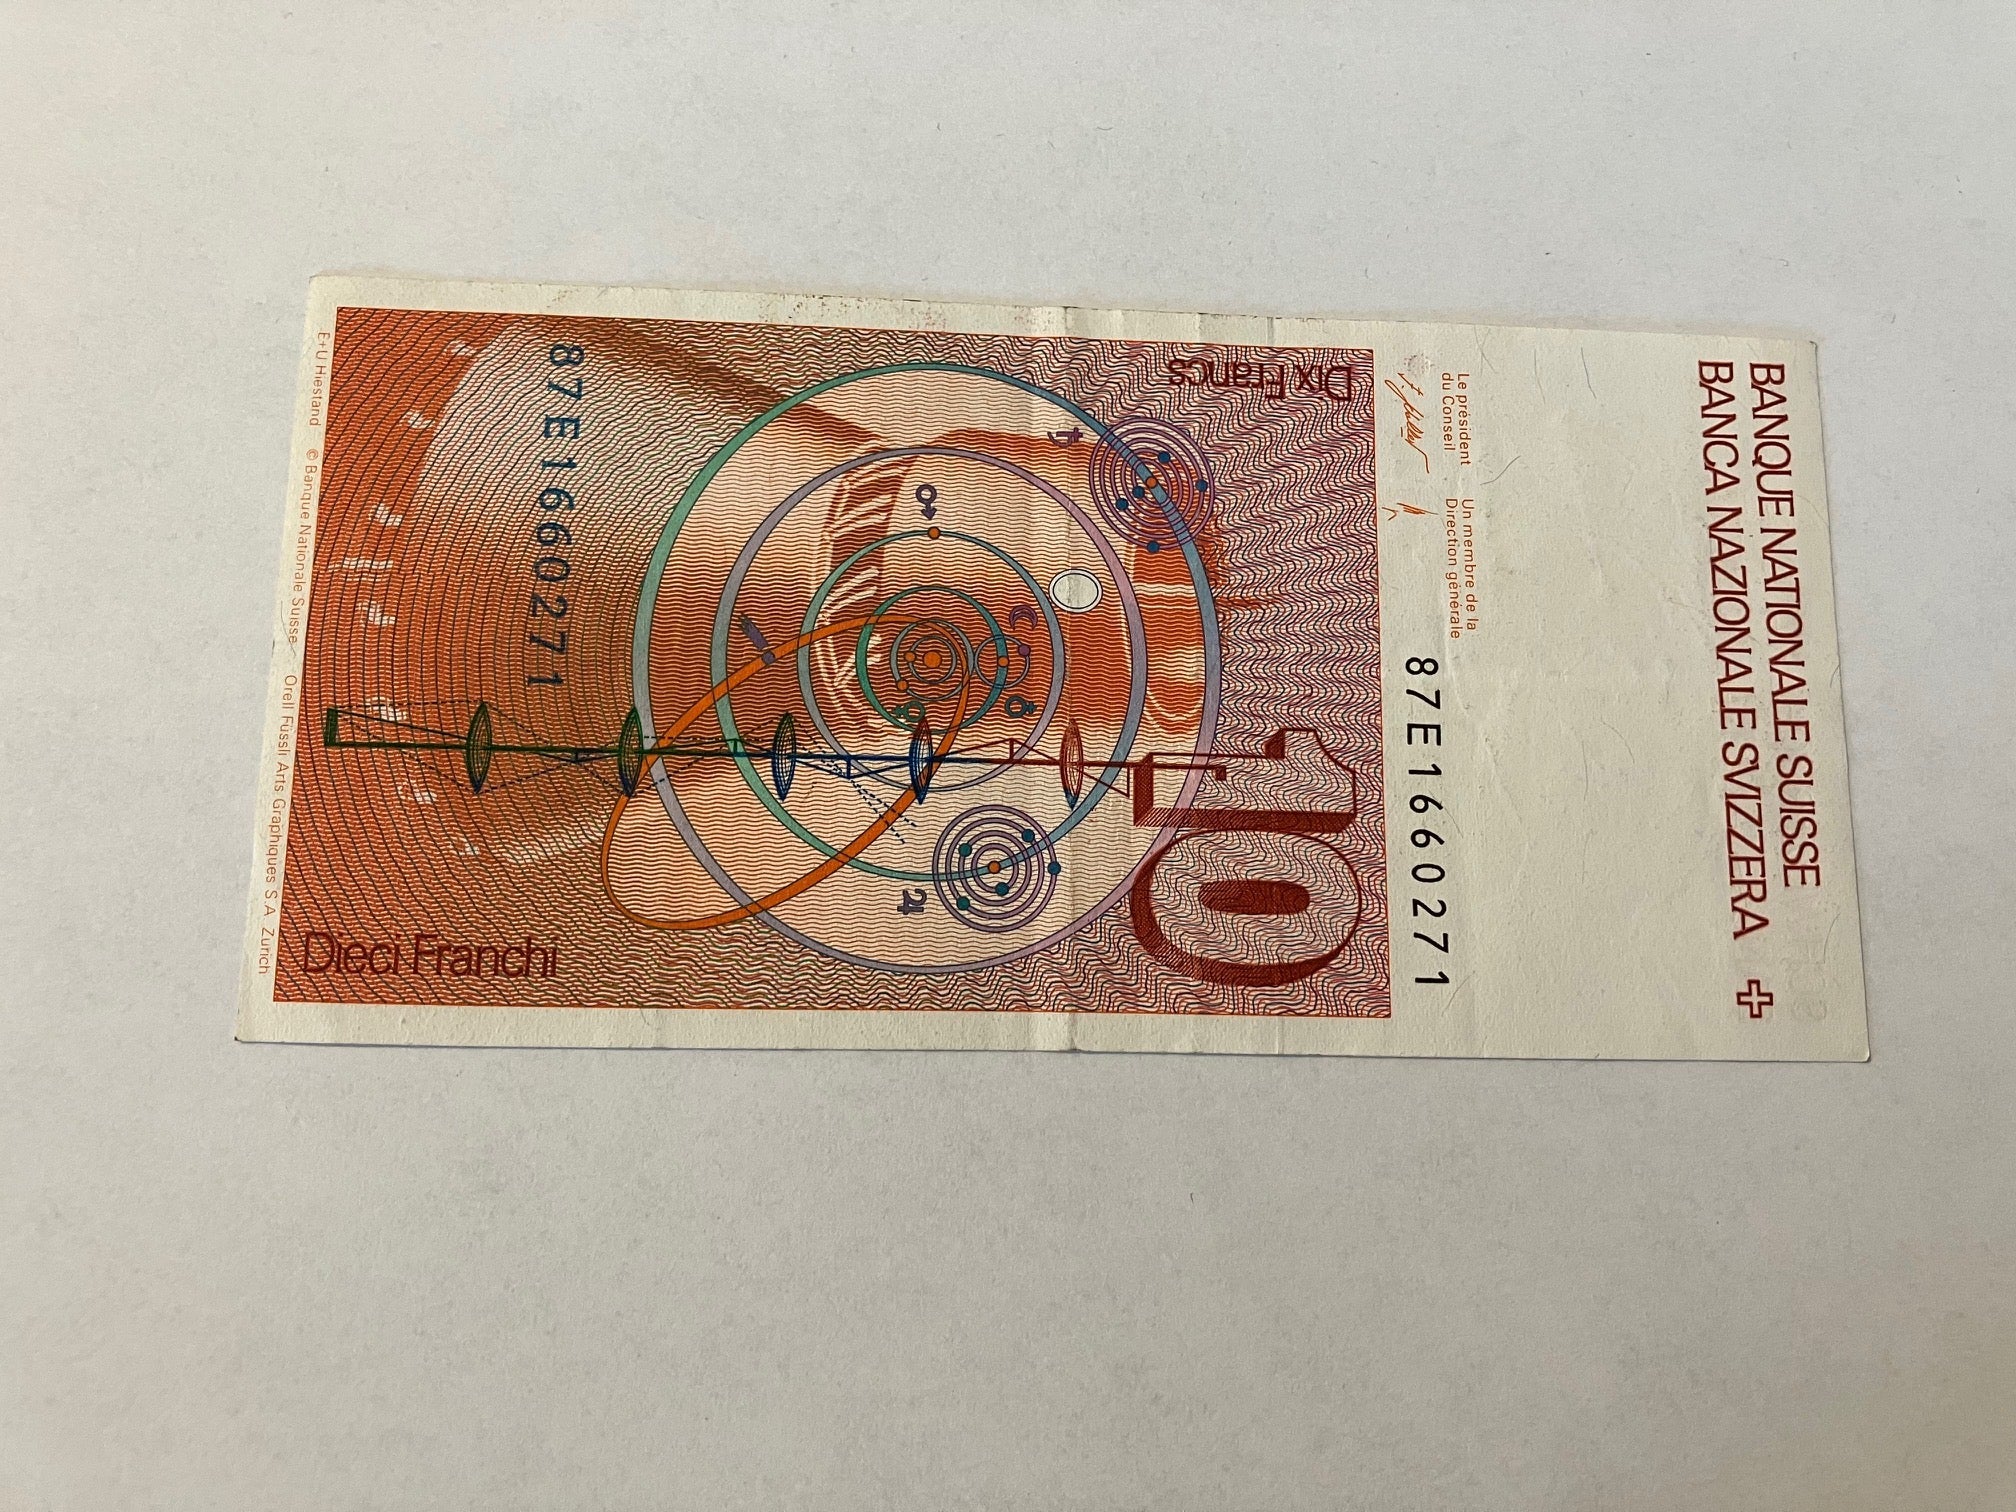 BANQUE NATIONALE SUISSE
BANCA NAZIONALE SVIZZERA
Le président
du Conseil
Un membre de la
Direction générale
87E1660271
Dix Francs
10
87E1660271
Dieci Franchi
E+U Hiestand © Banque Nationale Suisse Orell Füssli Arts Graphiques S A Zurich